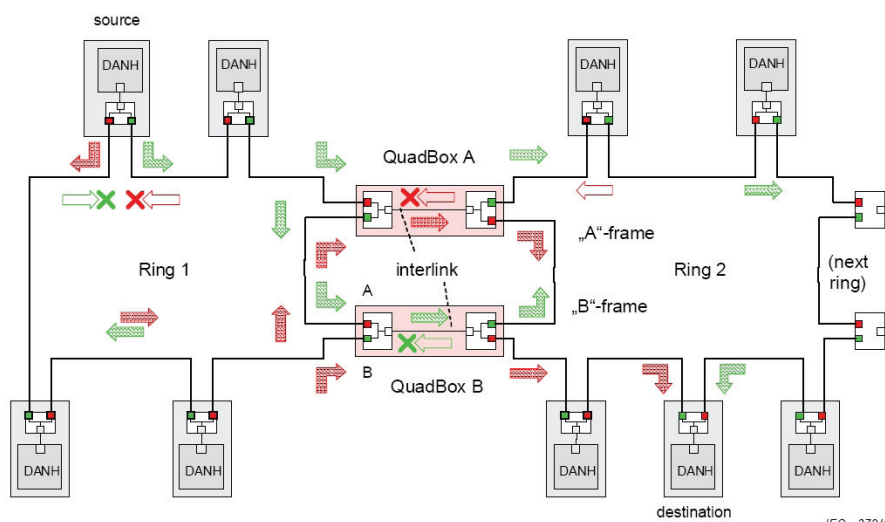 source
DANH
DANH
DANH
DANH
QuadBox A
„A“-frame
Ring 1
interlink
Ring 2
(next
ring)
A
„B“-frame
B
QuadBox B
DANH
DANH
DANH
DANH
DANH
destination